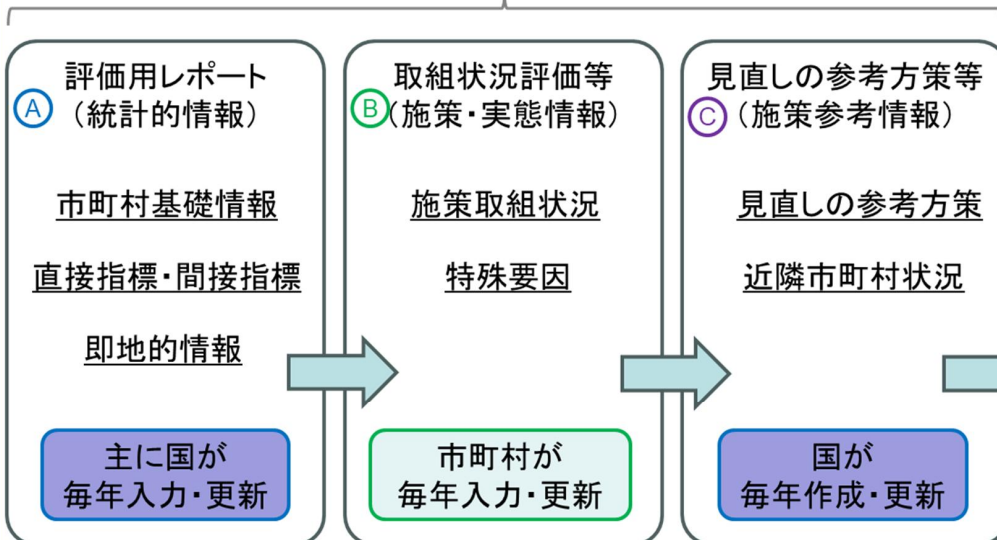 評価用レポート
A （統計的情報）
市町村基礎情報
直接指標・間接指標
即地的情報
主に国が
毎年入力・更新
取組状況評価等
B （施策・実態情報）
施策取組状況
特殊要因
市町村が
毎年入力・更新
見直しの参考方策等
C （施策参考情報）
見直しの参考方策
近隣市町村状況
国が
毎年作成・更新